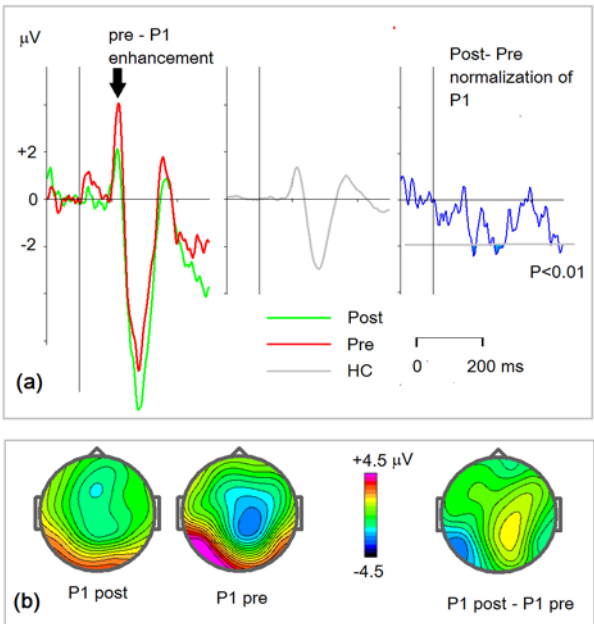 μV
pre - P1
enhancement
Post- Pre
normalization of
P1
+2
0
-2
P<0.01
Post
Pre
HC
0 200 ms
(a)
+4.5 μV
-4.5
(b)
P1 post
P1 pre
P1 post - P1 pre